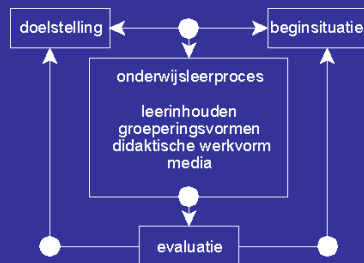 doelstelling
beginsituatie
onderwijsleerproces
leerinhouden
groeperingsvormen
didaktische werkvorm
media
evaluatie